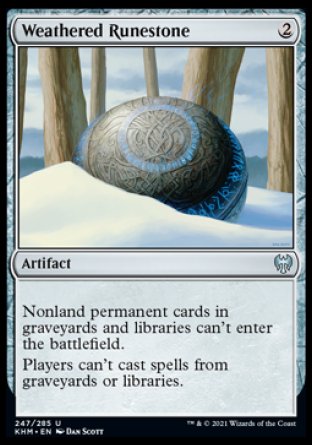 Weathered Runestone 2
Artifact
Nonland permanent cards in
graveyards and libraries can't enter
the battlefield.
Players can't cast spells from
graveyards or libraries.
247/285 U
KHM • EN Dan Scott
™ & © 2021 Wizards of the Coast